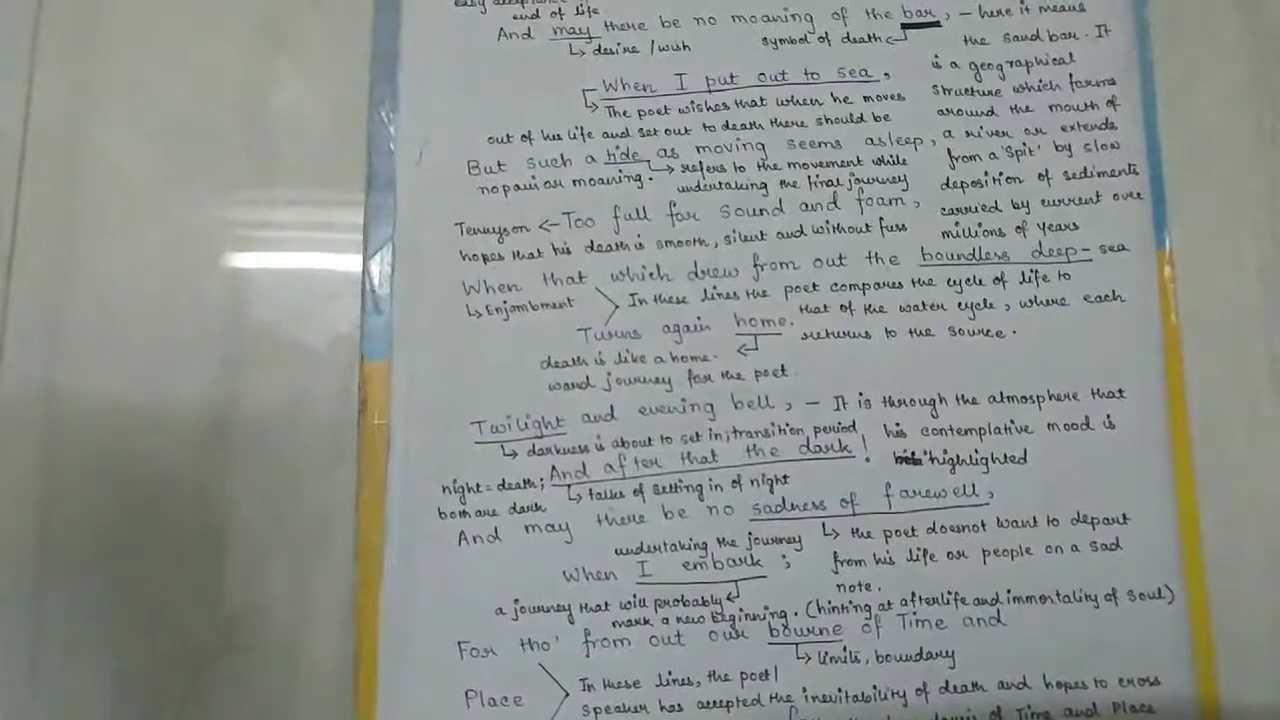 easy acceptance
end of life
And may there be no moaning of the bar, – here it means
↳ desire / wish symbol of death ↵ the sand bar. It
When I put out to sea, is a geographical
↳ The poet wishes that when he moves structure which forms
out of his life and set out to death there should be around the mouth of
But such a tide as moving seems asleep, a river or extends
no pain or moaning. ↳ refers to the movement while from a 'spit' by slow
undertaking the final journey deposition of sediments
Tennyson ← Too full for sound and foam, carried by current over
hopes that his death is smooth, silent and without fuss millions of years
When that which drew from out the boundless deep – sea
↳ Enjombment In these lines the poet compares the cycle of life to
Turns again home. that of the water cycle, where each
death is like a home- returns to the source.
ward journey for the poet.
Twilight and evening bell, – It is through the atmosphere that
↳ darkness is about to set in; transition period his contemplative mood is
night = death; And after that the dark! highlighted
both are dark ↳ talks of setting in of night
And may there be no sadness of farewell,
undertaking the journey ↳ the poet doesnot want to depart
When I embark ; from his life or people on a sad
note.
a journey that will probably ↵
mark a new beginning. (hinting at afterlife and immortality of soul)
For tho' from out our bourne of Time and
↳ limits, boundary
Place In these lines, the poet/
speaker has accepted the inevitability of death and hopes to cross
of Time and Place